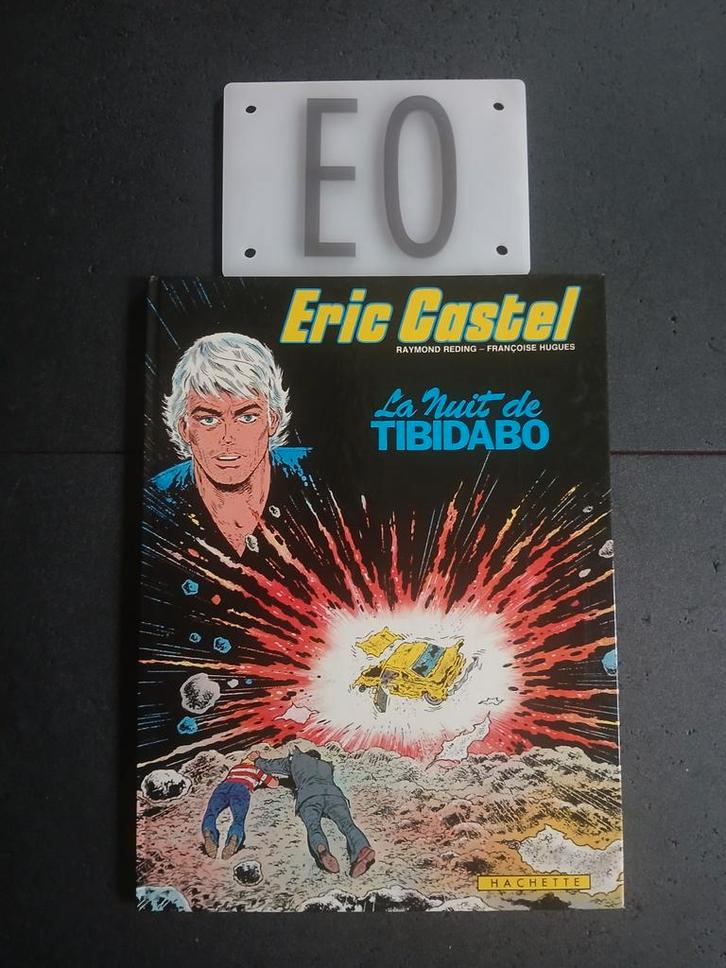 EO
Eric Castel
RAYMOND REDING – FRANÇOISE HUGUES
La Nuit de
TIBIDABO
HACHETTE